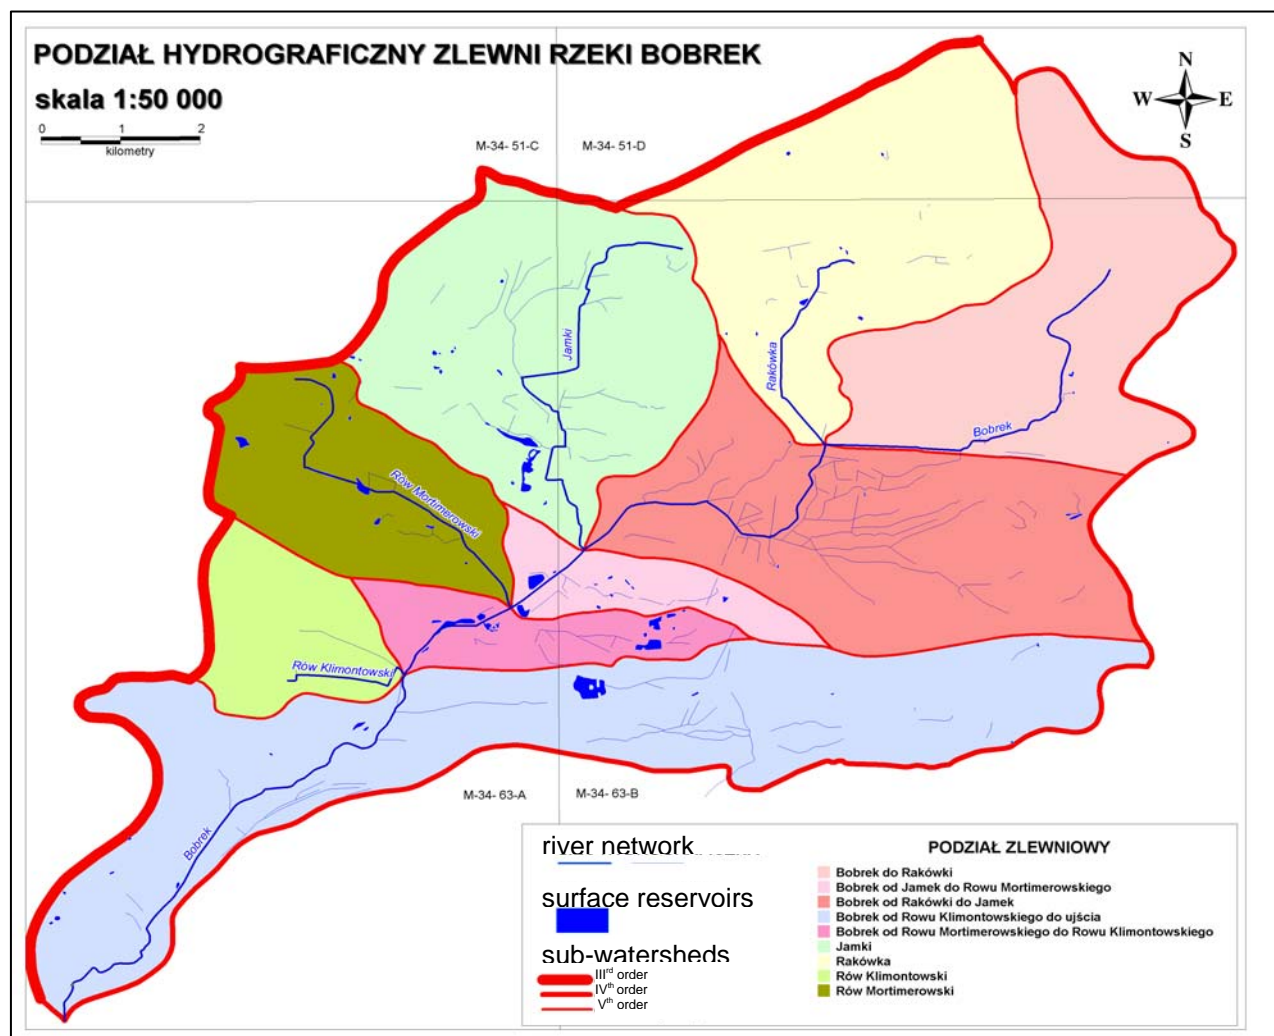 PODZIAŁ HYDROGRAFICZNY ZLEWNI RZEKI BOBREK
skala 1:50 000
0 1 2
kilometry
N
W E
S
M-34- 51-C
M-34- 51-D
Jamki
Rakówka
Bobrek
Rów Mortimerowski
Rów Klimontowski
Bobrek
M-34- 63-A
M-34- 63-B
river network
surface reservoirs
sub-watersheds
IIIrd order
IVth order
Vth order
PODZIAŁ ZLEWNIOWY
Bobrek do Rakówki
Bobrek od Jamek do Rowu Mortimerowskiego
Bobrek od Rakówki do Jamek
Bobrek od Rowu Klimontowskiego do ujścia
Bobrek od Rowu Mortimerowskiego do Rowu Klimontowskiego
Jamki
Rakówka
Rów Klimontowski
Rów Mortimerowski